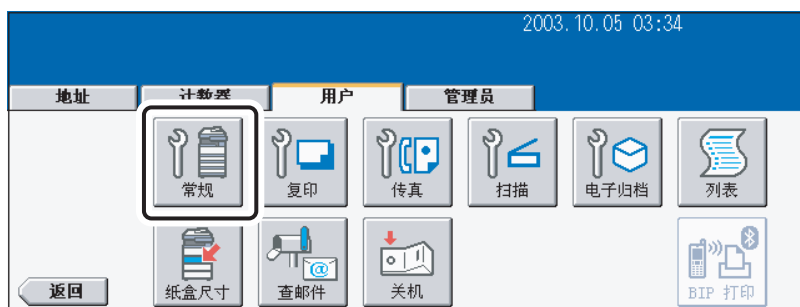 2003.10.05 03:34
地址 计数器 用户 管理员
常规 复印 传真 扫描 电子归档 列表
@
返回 纸盒尺寸 查邮件 关机 BIP 打印